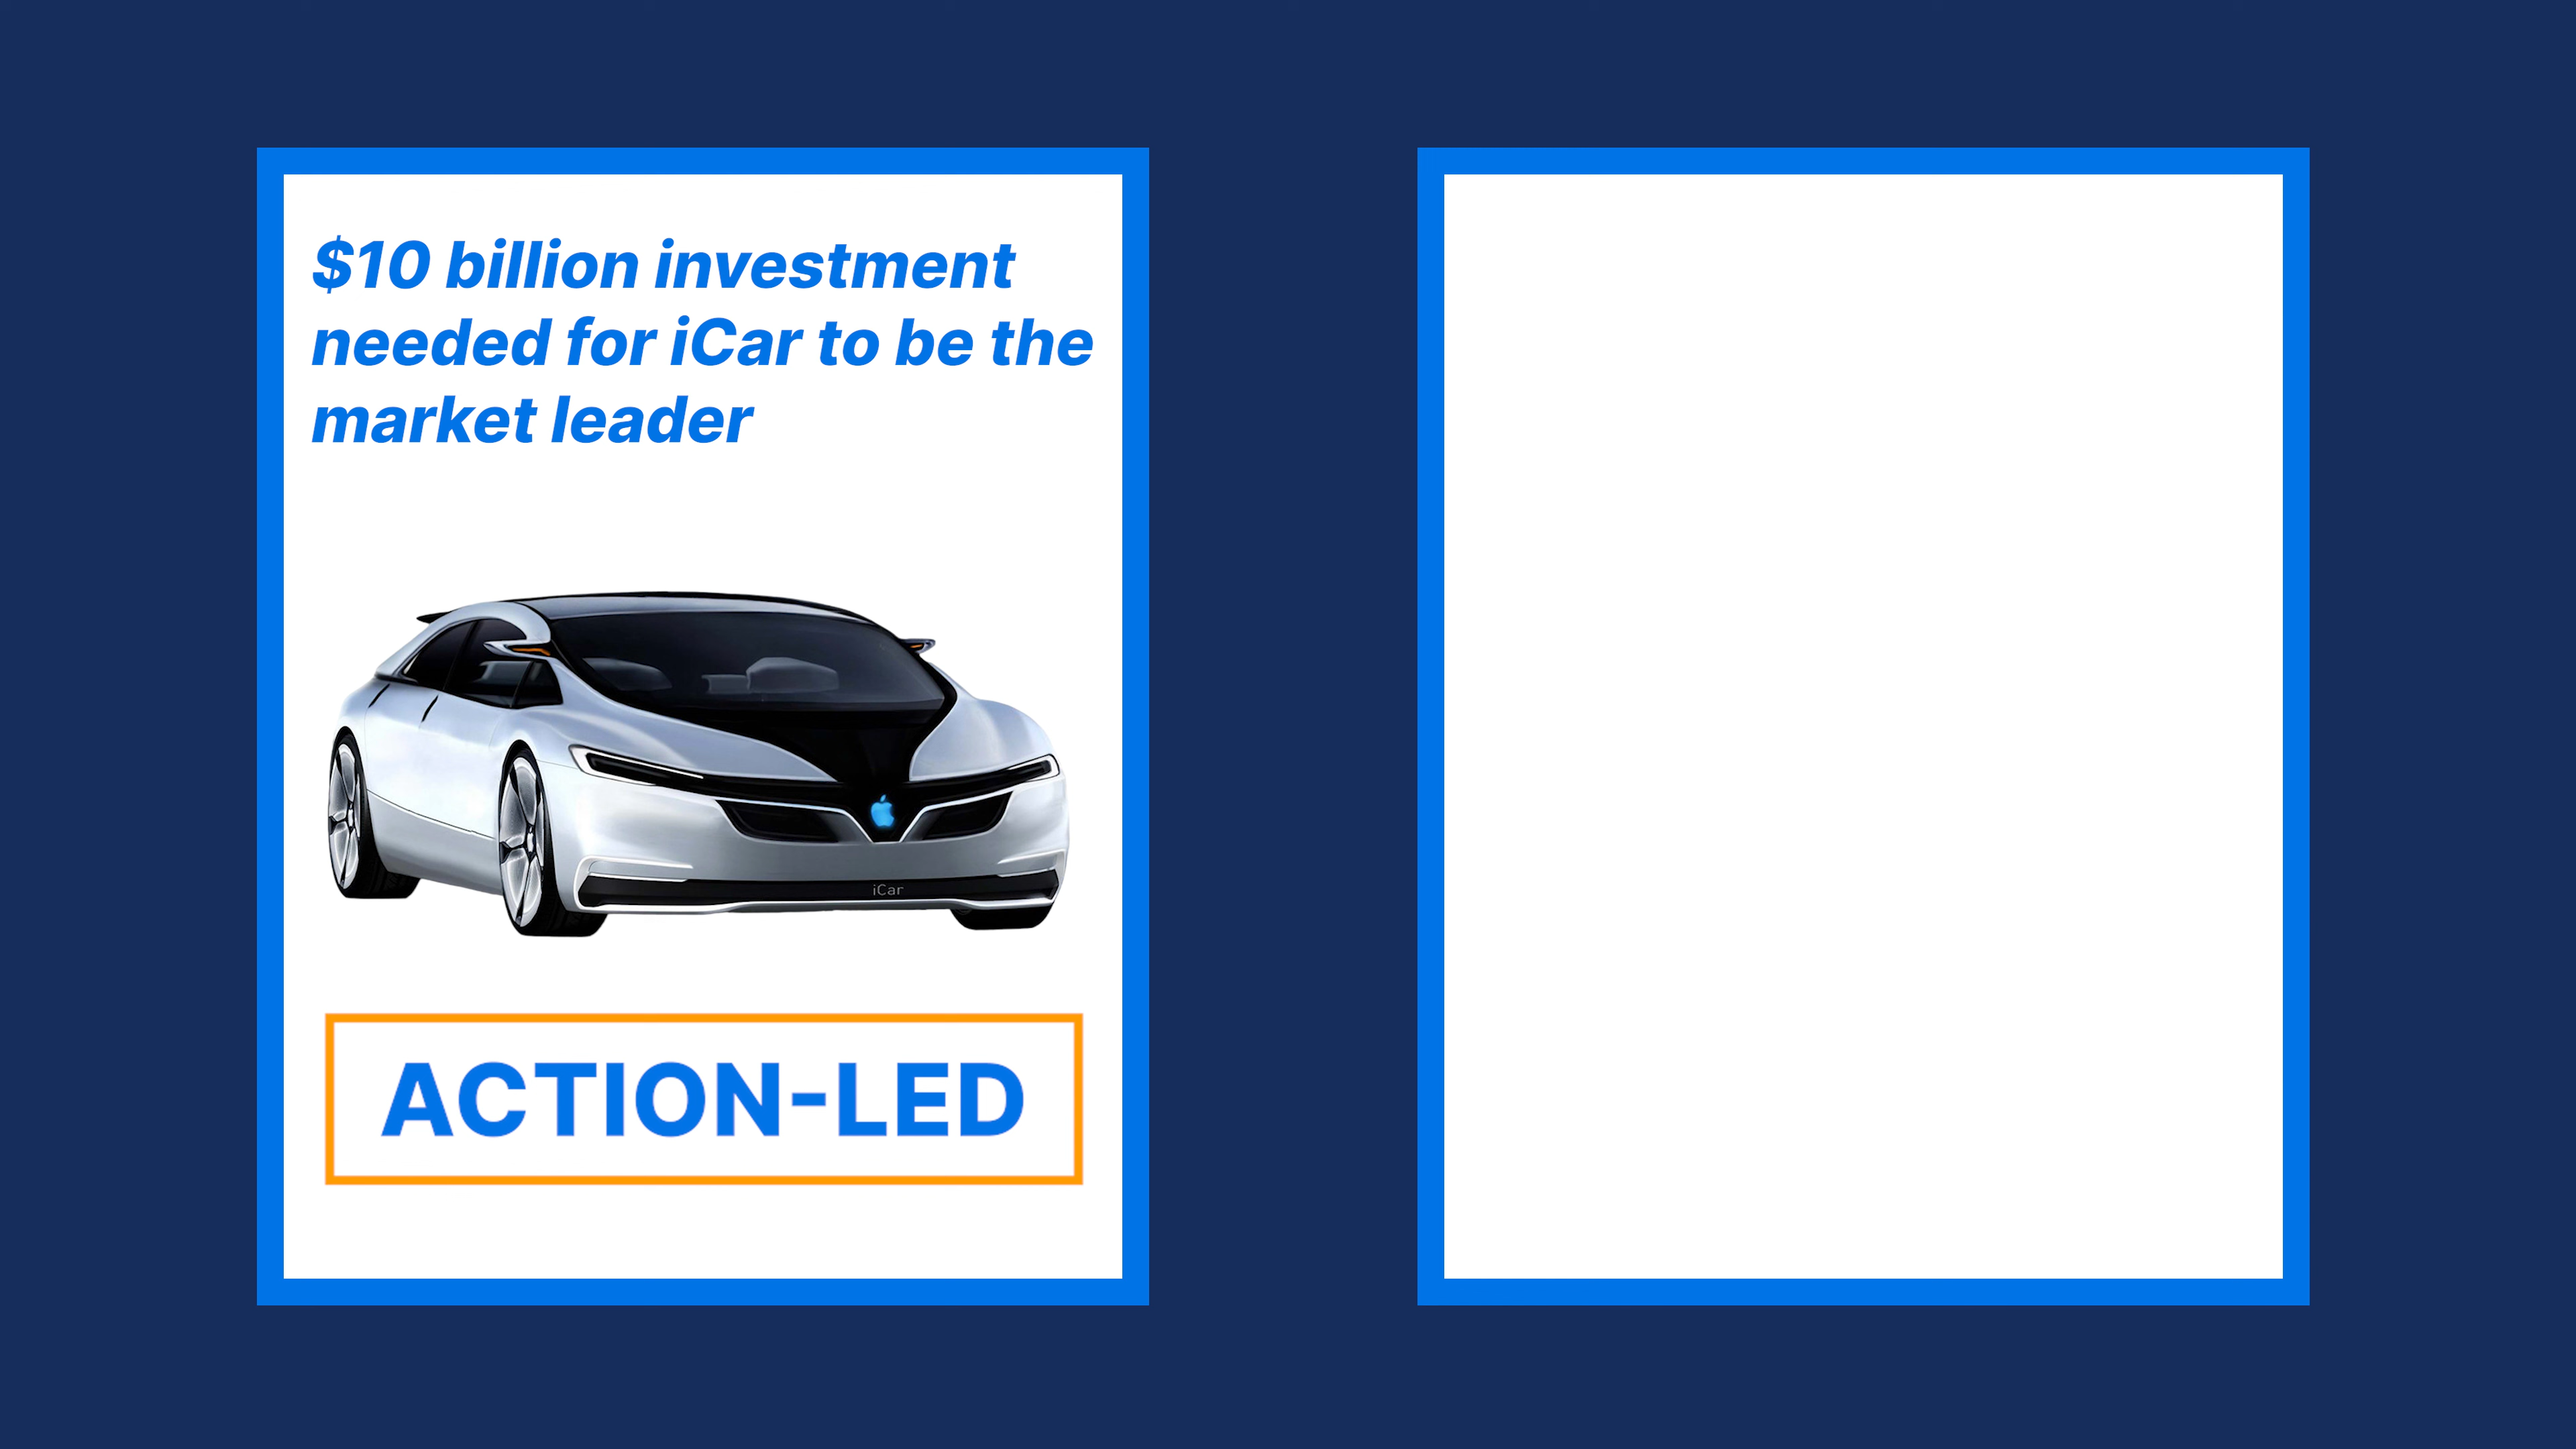 $10 billion investment
needed for iCar to be the
market leader
iCar
ACTION-LED